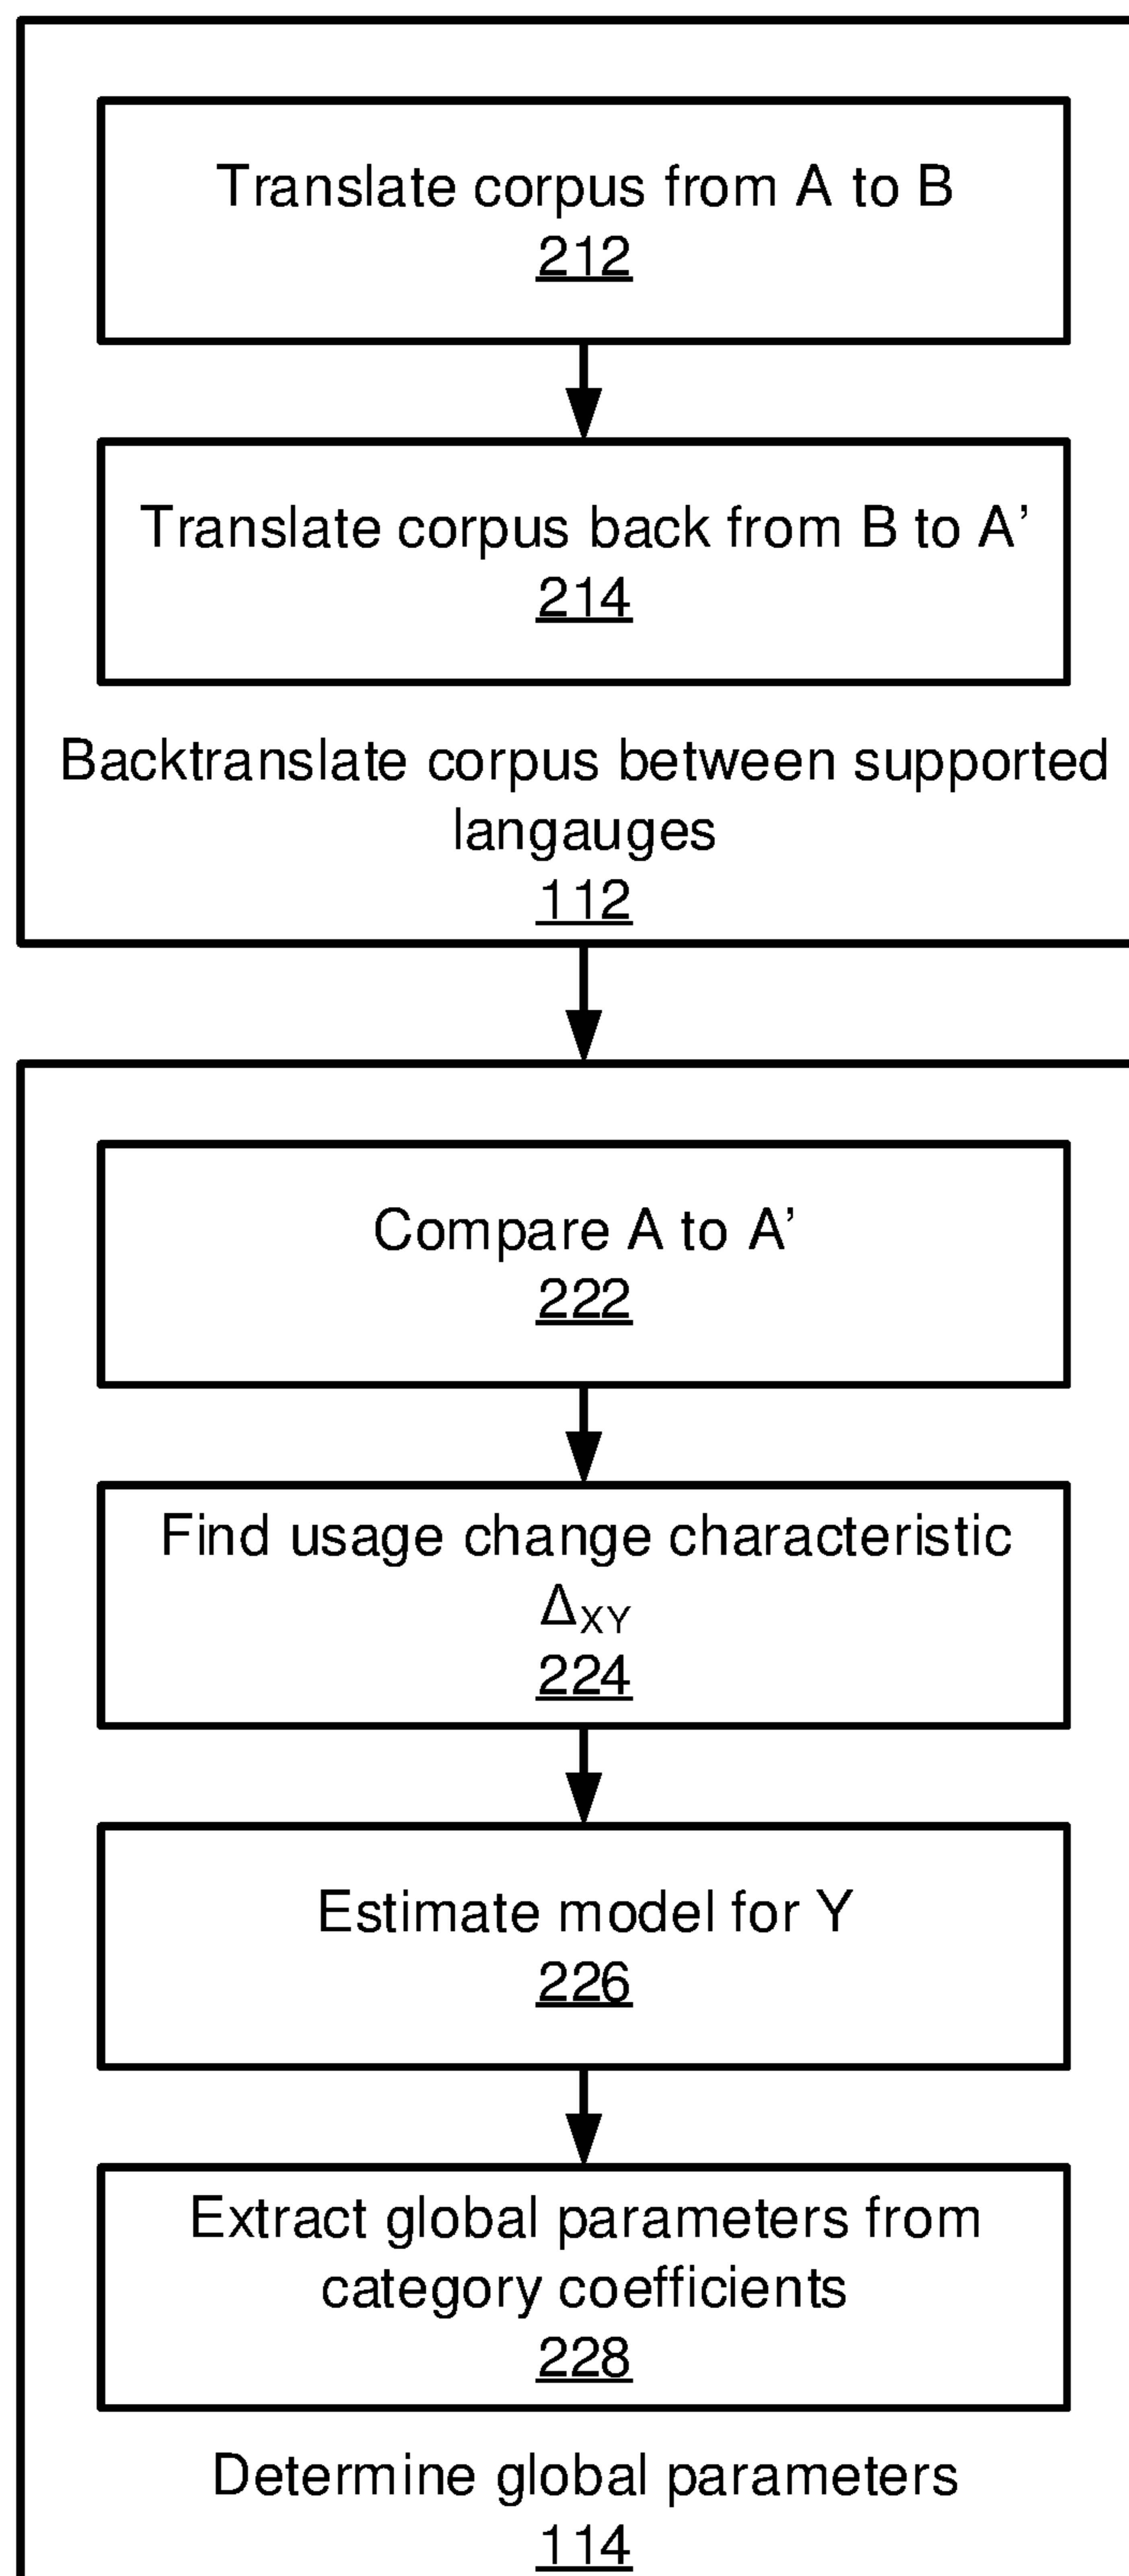 Translate corpus from A to B
212
Translate corpus back from B to A’
214
Backtranslate corpus between supported
langauges
112
Compare A to A’
222
Find usage change characteristic
ΔXY
224
Estimate model for Y
226
Extract global parameters from
category coefficients
228
Determine global parameters
114